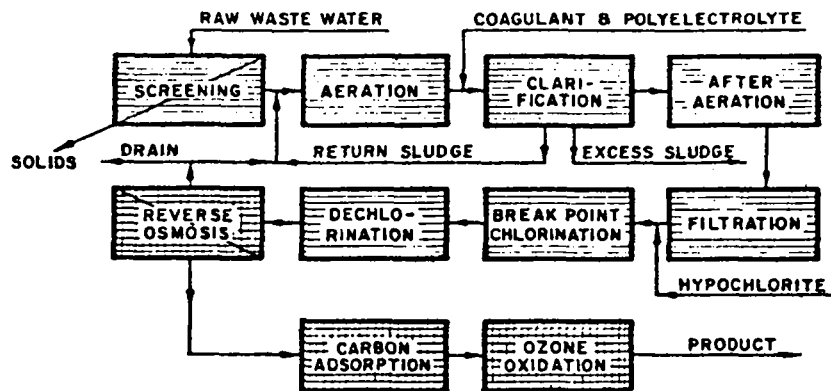 RAW WASTE WATER
COAGULANT & POLYELECTROLYTE
SCREENING
AERATION
CLARI-
FICATION
AFTER
AERATION
SOLIDS
DRAIN
RETURN SLUDGE
EXCESS SLUDGE
REVERSE
OSMOSIS
DECHLO-
RINATION
BREAK POINT
CHLORINATION
FILTRATION
HYPOCHLORITE
CARBON
ADSORPTION
OZONE
OXIDATION
PRODUCT